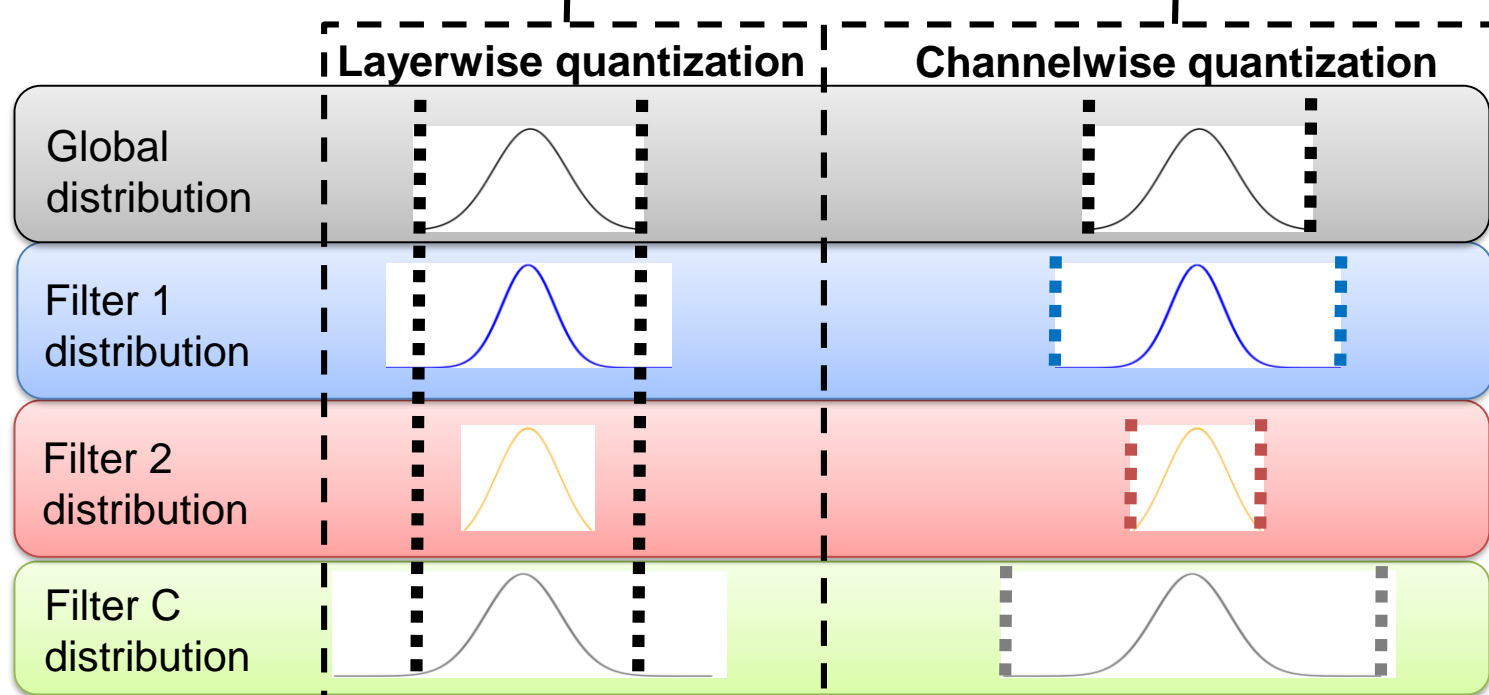 Layerwise quantization
Channelwise quantization
Global
distribution
Filter 1
distribution
Filter 2
distribution
Filter C
distribution